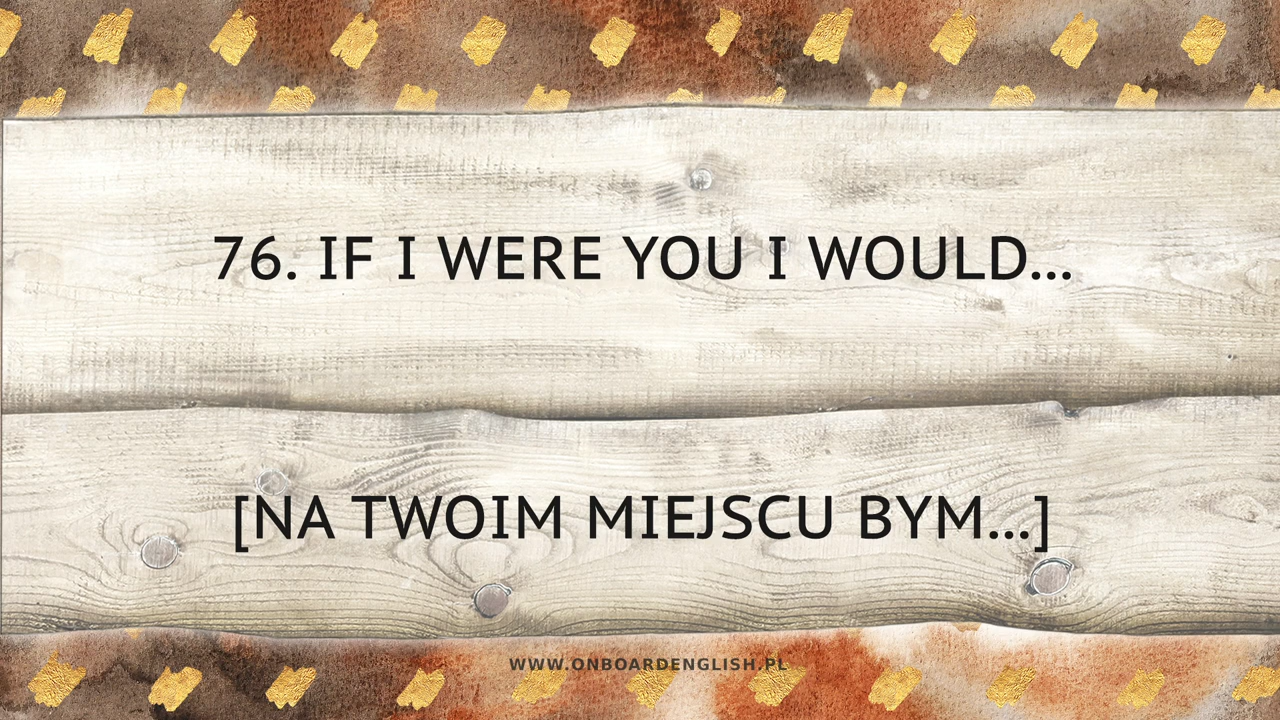 76. IF I WERE YOU I WOULD...
[NA TWOIM MIEJSCU BYM...]
WWW.ONBOARDENGLISH.PL